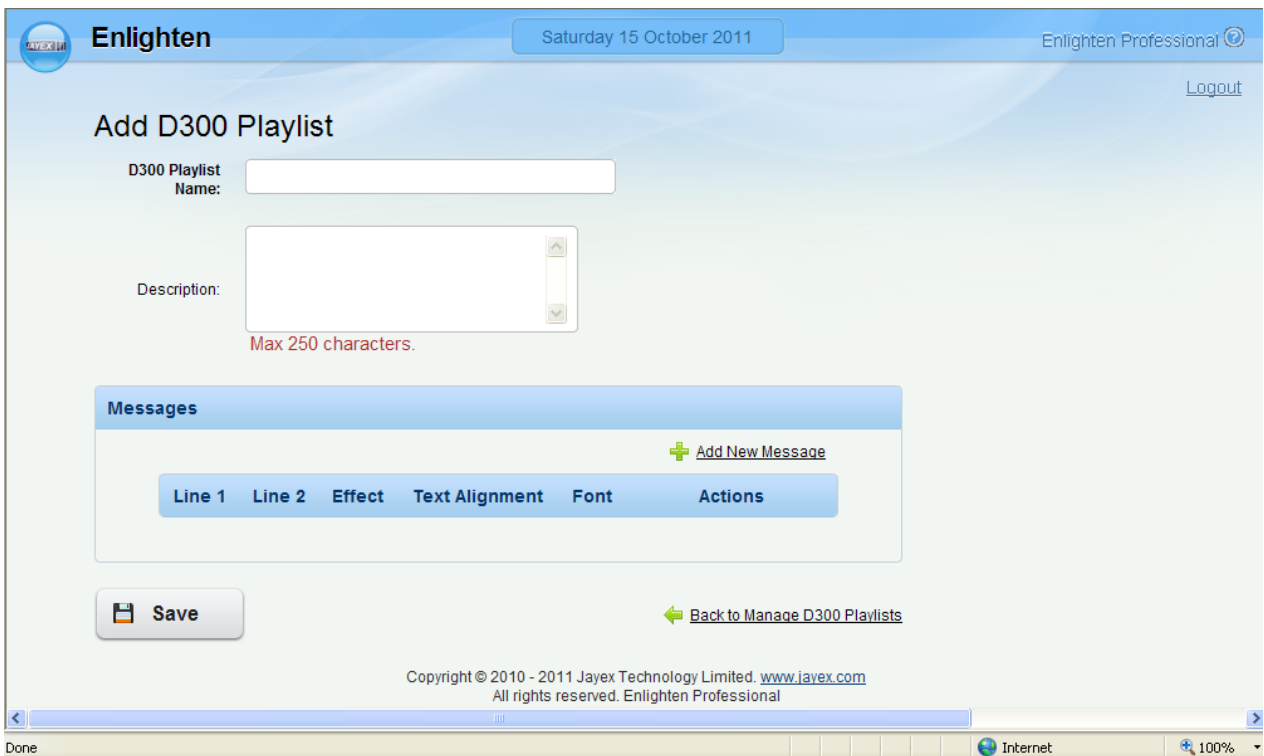 JAYEX
Enlighten
Saturday 15 October 2011
Enlighten Professional ?
Logout
Add D300 Playlist
D300 Playlist
Name:
Description:
Max 250 characters.
Messages
Add New Message
Line 1 Line 2 Effect Text Alignment Font Actions
Save
Back to Manage D300 Playlists
Copyright © 2010 - 2011 Jayex Technology Limited. www.jayex.com
All rights reserved. Enlighten Professional
Done Internet 100%